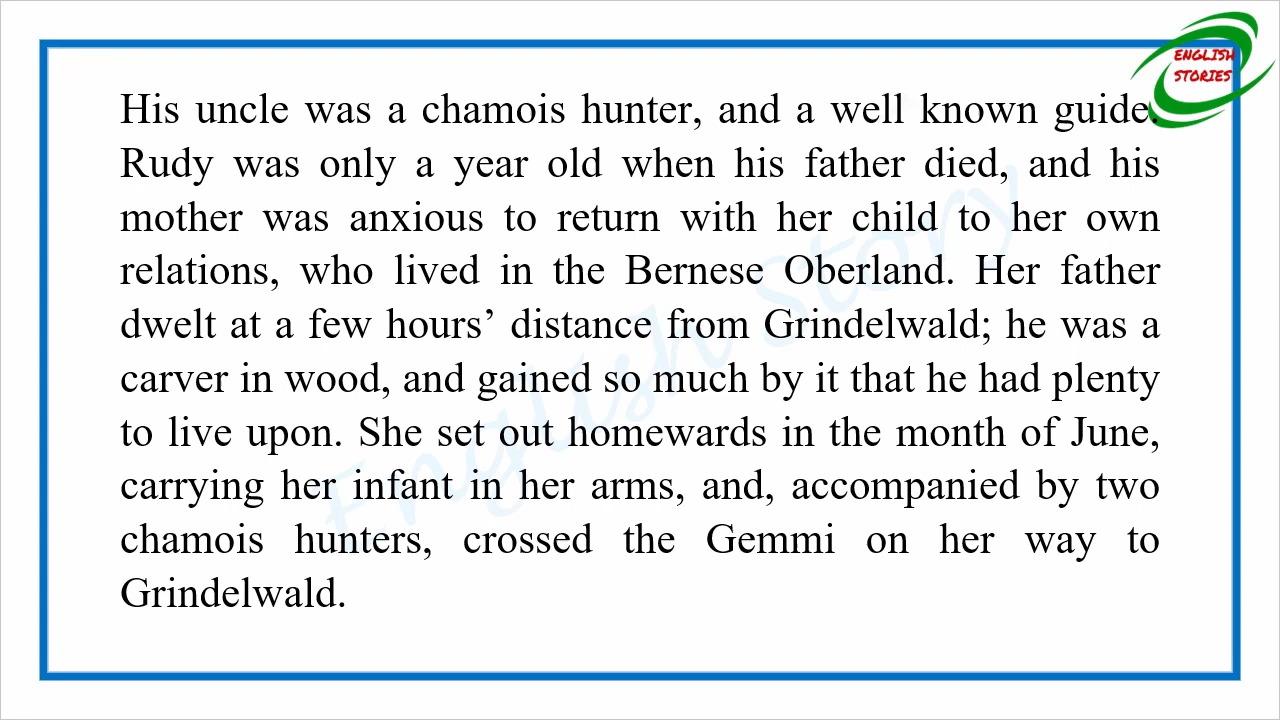 ENGLISH
STORIES
His uncle was a chamois hunter, and a well known guide.
Rudy was only a year old when his father died, and his
mother was anxious to return with her child to her own
relations, who lived in the Bernese Oberland. Her father
dwelt at a few hours’ distance from Grindelwald; he was a
carver in wood, and gained so much by it that he had plenty
to live upon. She set out homewards in the month of June,
carrying her infant in her arms, and, accompanied by two
chamois hunters, crossed the Gemmi on her way to
Grindelwald.
English Story